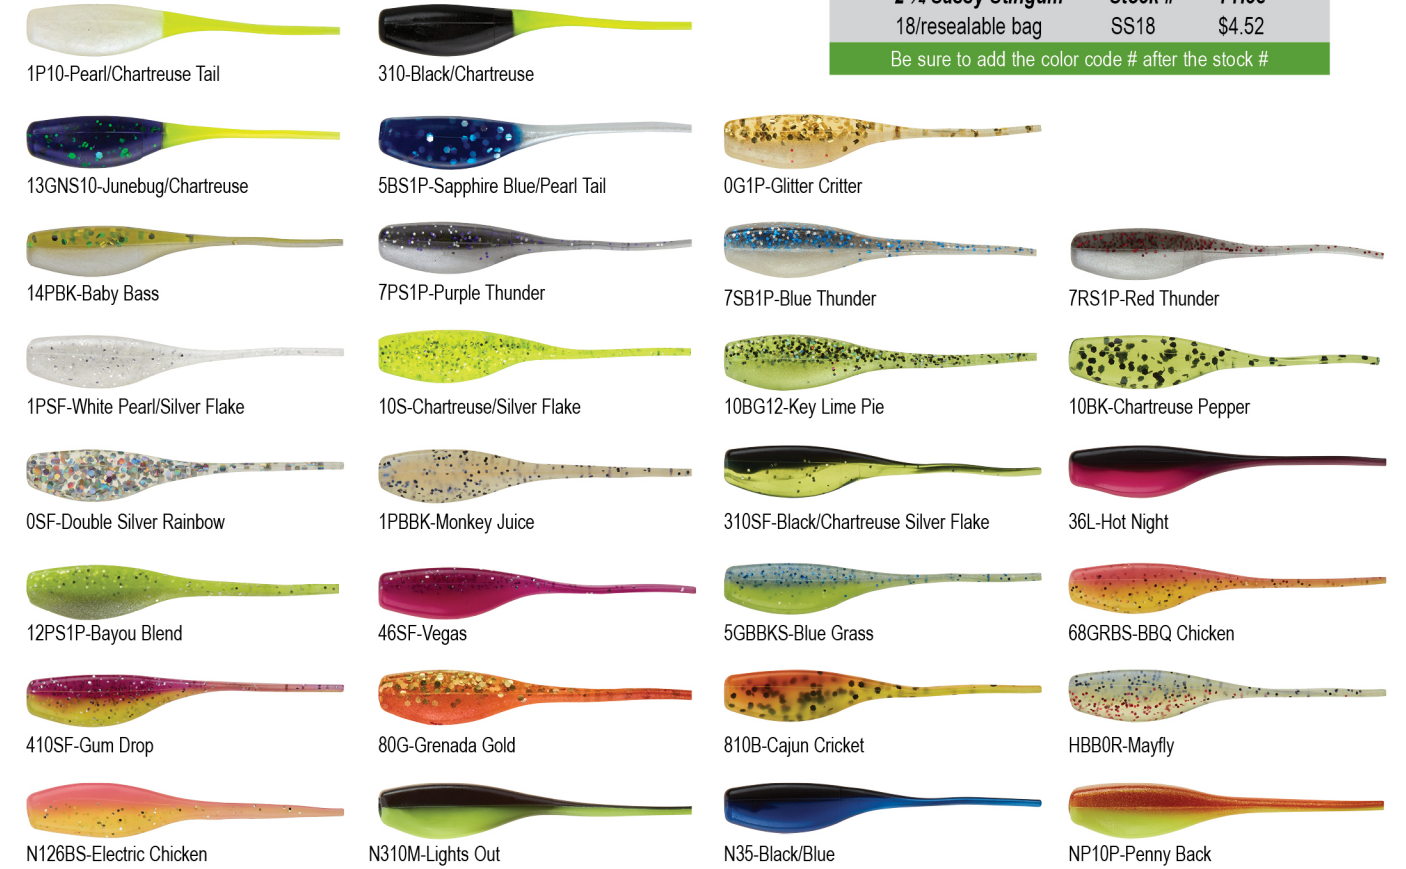 Stock #
18/resealable bag SS18 $4.52
Be sure to add the color code # after the stock #
1P10-Pearl/Chartreuse Tail 310-Black/Chartreuse
13GNS10-Junebug/Chartreuse 5BS1P-Sapphire Blue/Pearl Tail 0G1P-Glitter Critter
14PBK-Baby Bass 7PS1P-Purple Thunder 7SB1P-Blue Thunder 7RS1P-Red Thunder
1PSF-White Pearl/Silver Flake 10S-Chartreuse/Silver Flake 10BG12-Key Lime Pie 10BK-Chartreuse Pepper
0SF-Double Silver Rainbow 1PBBK-Monkey Juice 310SF-Black/Chartreuse Silver Flake 36L-Hot Night
12PS1P-Bayou Blend 46SF-Vegas 5GBBKS-Blue Grass 68GRBS-BBQ Chicken
410SF-Gum Drop 80G-Grenada Gold 810B-Cajun Cricket HBB0R-Mayfly
N126BS-Electric Chicken N310M-Lights Out N35-Black/Blue NP10P-Penny Back